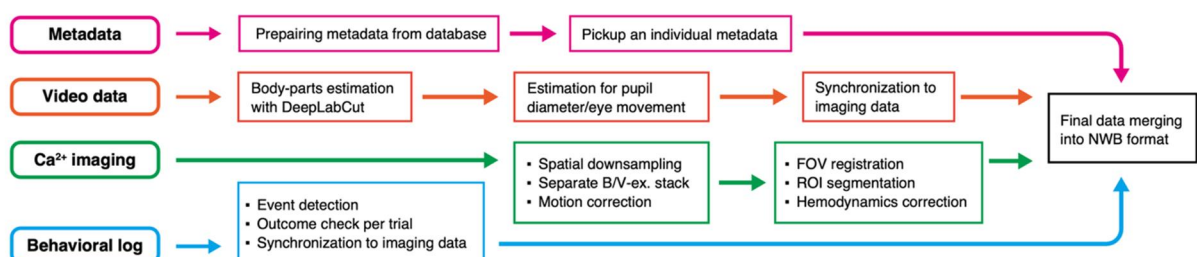 Metadata
Prepairing metadata from database
Pickup an individual metadata
Video data
Body-parts estimation
with DeepLabCut
Estimation for pupil
diameter/eye movement
Synchronization to
imaging data
Final data merging
into NWB format
Ca²⁺ imaging
▪ Spatial downsampling
▪ Separate B/V-ex. stack
▪ Motion correction
▪ FOV registration
▪ ROI segmentation
▪ Hemodynamics correction
Behavioral log
▪ Event detection
▪ Outcome check per trial
▪ Synchronization to imaging data